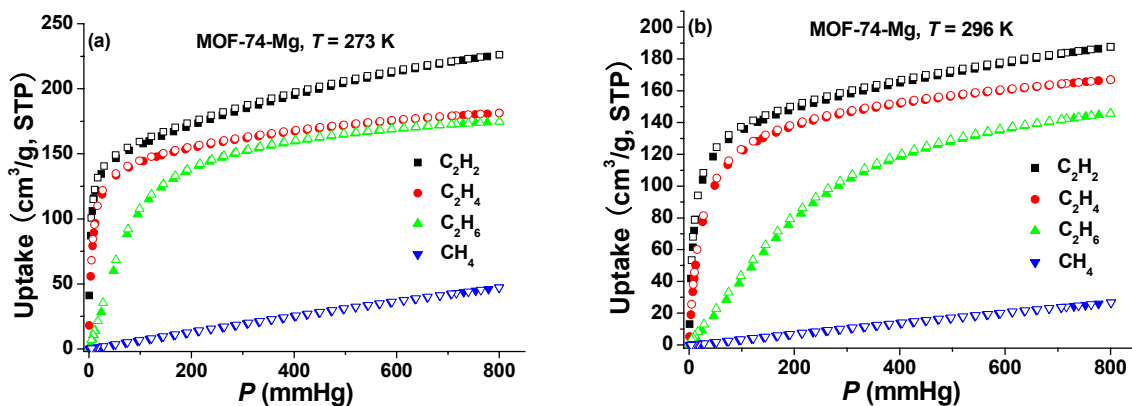 (a)
MOF-74-Mg, T = 273 K
Uptake (cm³/g, STP)
250
200
150
100
50
0
C₂H₂
C₂H₄
C₂H₆
CH₄
0 200 400 600 800
P (mmHg)
(b)
MOF-74-Mg, T = 296 K
Uptake (cm³/g, STP)
200
180
160
140
120
100
80
60
40
20
0
C₂H₂
C₂H₄
C₂H₆
CH₄
0 200 400 600 800
P (mmHg)